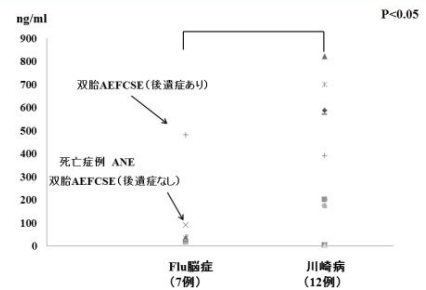 ng/ml
P<0.05
900
800
700
600
500
400
300
200
100
0
双胎AEFCSE(後遺症あり)
死亡症例 ANE
双胎AEFCSE(後遺症なし)
Flu脳症
(7例)
川崎病
(12例)